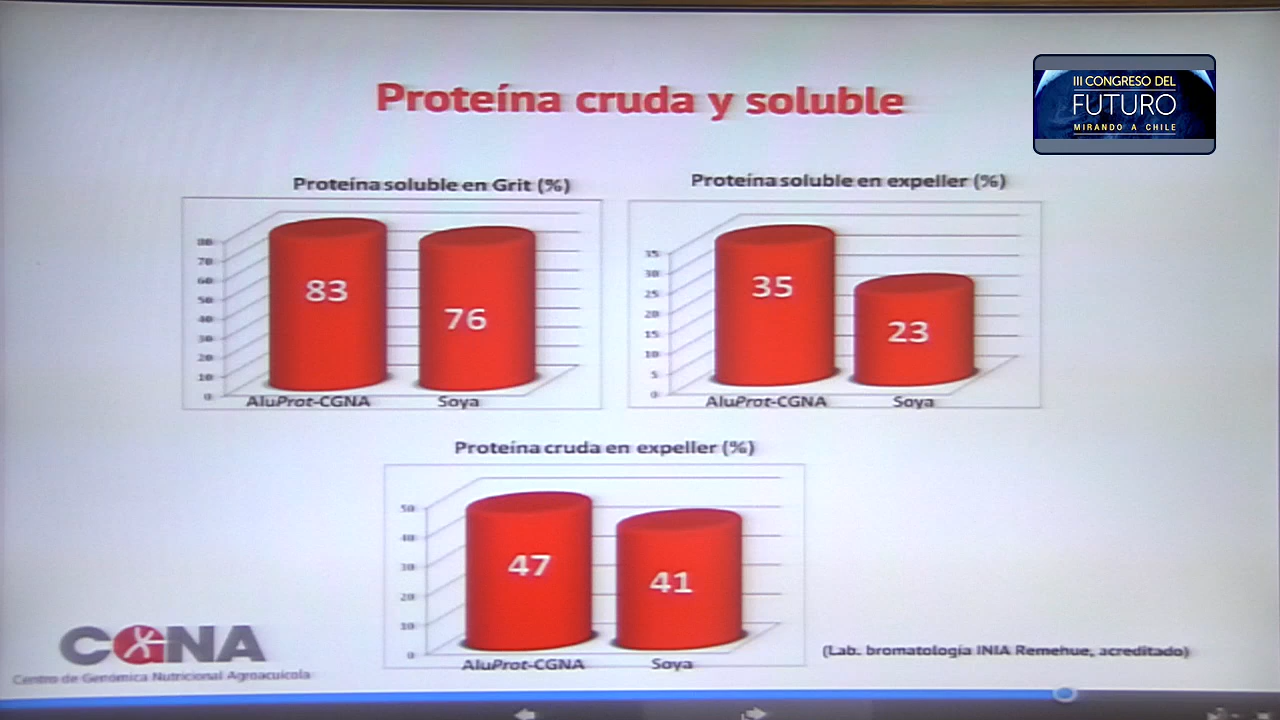 Proteína cruda y soluble
III CONGRESO DEL
FUTURO
MIRANDO A CHILE
Proteína soluble en Grit (%)
80
70
60
50
40
30
20
10
0
83
76
AluProt-CGNA
Soya
Proteína soluble en expeller (%)
35
30
25
20
15
10
5
0
35
23
AluProt-CGNA
Soya
Proteína cruda en expeller (%)
50
40
30
20
10
0
47
41
AluProt-CGNA
Soya
CGNA
Centro de Genómica Nutricional Agroacuícola
(Lab. bromatología INIA Remehue, acreditado)